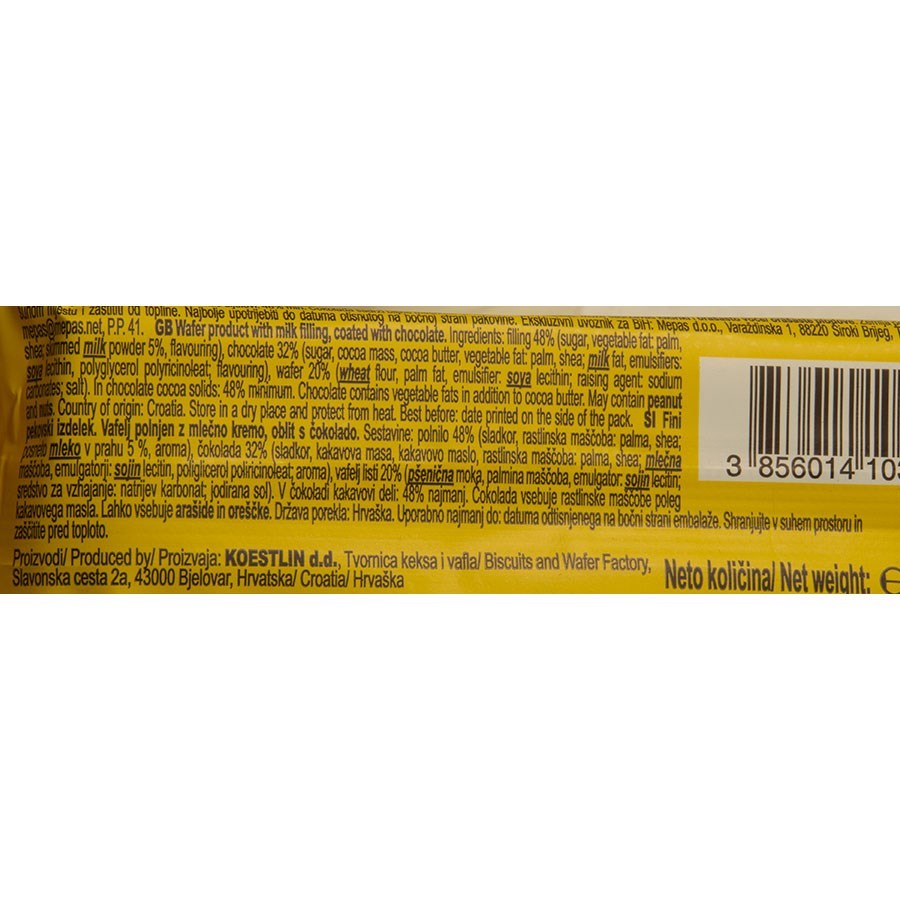 suhom mjestu i zaštititi od topline. Najbolje upotrijebiti do datuma otisnutog na bočnoj strani pakovine. Ekskluzivni uvoznik za BiH: Mepas d.o.o., Varaždinska 1, 88220 Široki Brijeg,
mepas@mepas.net, P.P. 41. GB Wafer product with milk filling, coated with chocolate. Ingredients: filling 48% (sugar, vegetable fat: palm,
shea; skimmed milk powder 5%, flavouring), chocolate 32% (sugar, cocoa mass, cocoa butter, vegetable fat: palm, shea; milk fat, emulsifiers:
soya lecithin, polyglycerol polyricinoleat; flavouring), wafer 20% (wheat flour, palm fat, emulsifier: soya lecithin; raising agent: sodium
carbonates; salt). In chocolate cocoa solids: 48% minimum. Chocolate contains vegetable fats in addition to cocoa butter. May contain peanut
and nuts. Country of origin: Croatia. Store in a dry place and protect from heat. Best before: date printed on the side of the pack. SI Fini
pekovski izdelek. Vafelj polnjen z mlečno kremo, oblit s čokolado. Sestavine: polnilo 48% (sladkor, rastlinska maščoba: palma, shea;
posneto mleko v prahu 5 %, aroma), čokolada 32% (sladkor, kakavova masa, kakavovo maslo, rastlinska maščoba: palma, shea; mlečna
maščoba, emulgatorji: sojin lecitin, poliglicerol poliricinoleat; aroma), vafelj listi 20% (pšenična moka, palmina maščoba, emulgator: sojin lecitin;
sredstvo za vzhajanje: natrijev karbonat; jodirana sol). V čokoladi kakavovi deli: 48% najmanj. Čokolada vsebuje rastlinske maščobe poleg
kakavovega masla. Lahko vsebuje arašide in oreščke. Država porekla: Hrvaška. Uporabno najmanj do: datuma odtisnjenega na bočni strani embalaže. Shranjujte v suhem prostoru in
zaščitite pred toploto.
Proizvodi/ Produced by/ Proizvaja: KOESTLIN d.d., Tvornica keksa i vafla/ Biscuits and Wafer Factory,
Slavonska cesta 2a, 43000 Bjelovar, Hrvatska/ Croatia/ Hrvaška
Neto količina/ Net weight: e
3 856014 103